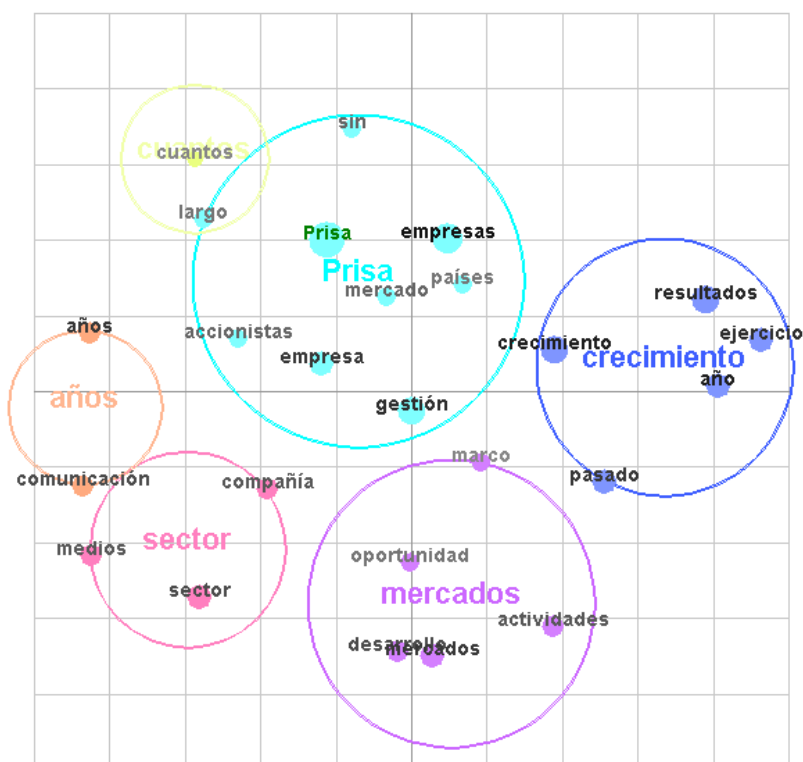 sin
cuantos
cuantos
largo
Prisa
empresas
Prisa
países
mercado
resultados
accionistas
crecimiento
ejercicio
años
empresa
crecimiento
año
años
gestión
marco
pasado
comunicación
compañía
sector
medios
oportunidad
sector
mercados
actividades
desarrollo
mercados